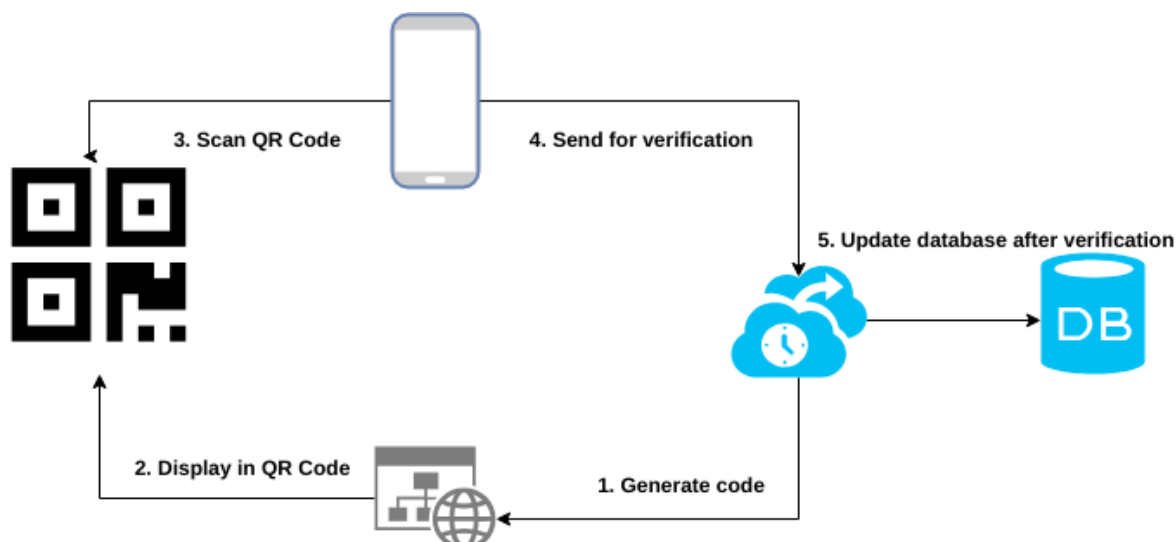 3. Scan QR Code
4. Send for verification
5. Update database after verification
DB
2. Display in QR Code
1. Generate code